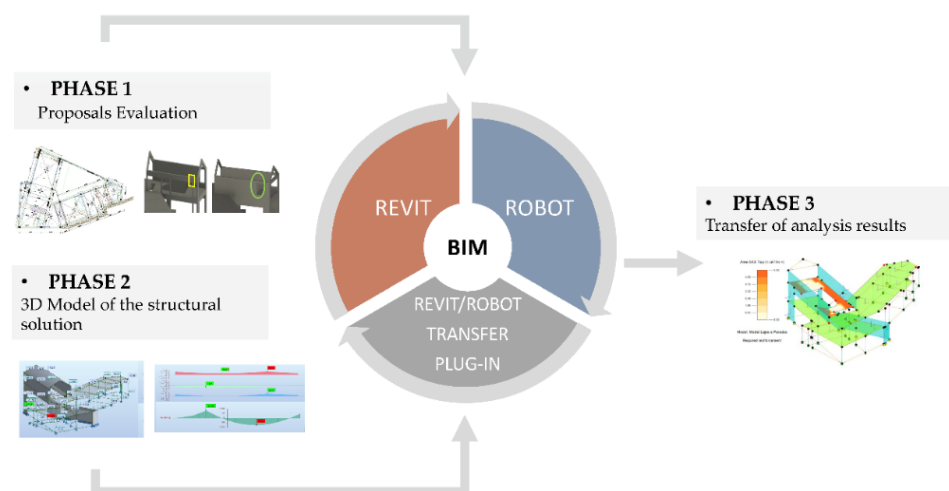 • PHASE 1
Proposals Evaluation
• PHASE 2
3D Model of the structural
solution
REVIT
ROBOT
BIM
REVIT/ROBOT
TRANSFER
PLUG-IN
• PHASE 3
Transfer of analysis results